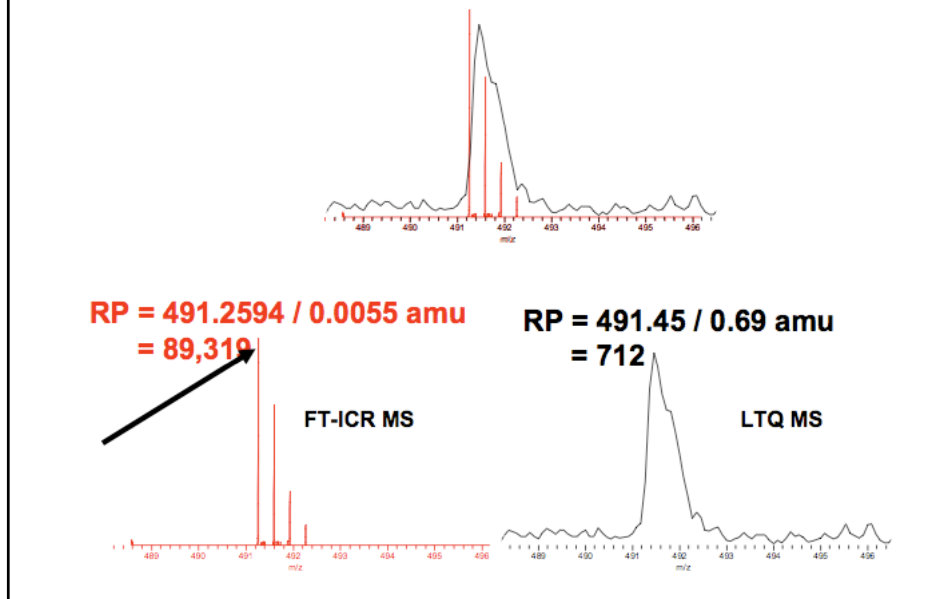 489 490 491 492 493 494 495 496
m/z
RP = 491.2594 / 0.0055 amu
= 89,319
RP = 491.45 / 0.69 amu
= 712
FT-ICR MS
LTQ MS
489 490 491 492 493 494 495 496
m/z
489 490 491 492 493 494 495 496
m/z